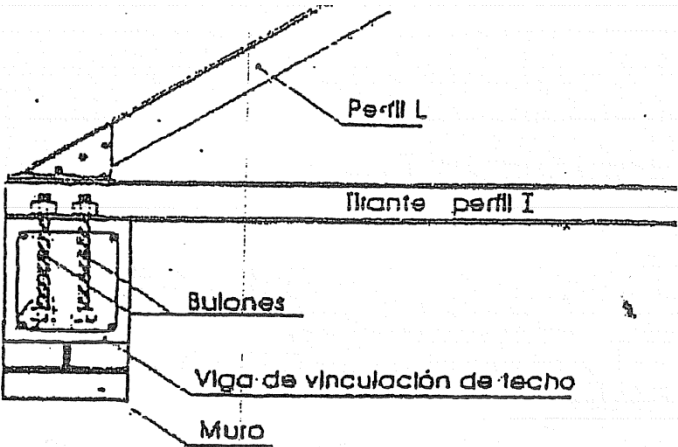 Perfil L
Tirante perfil I
Bulones
Viga de vinculación de techo
Muro